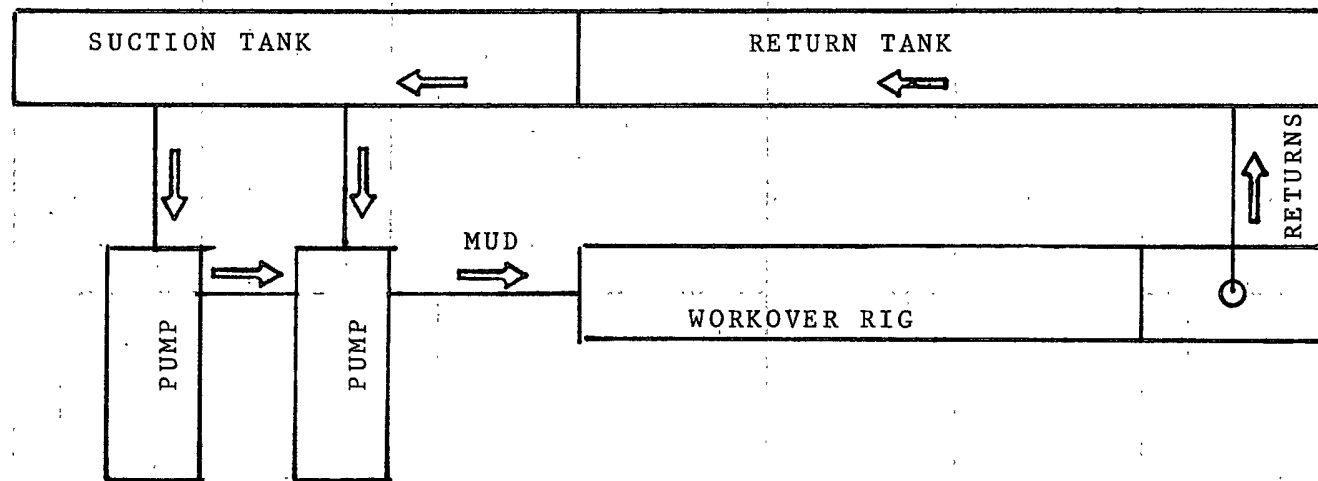 SUCTION TANK
RETURN TANK
RETURNS
MUD
PUMP
PUMP
WORKOVER RIG